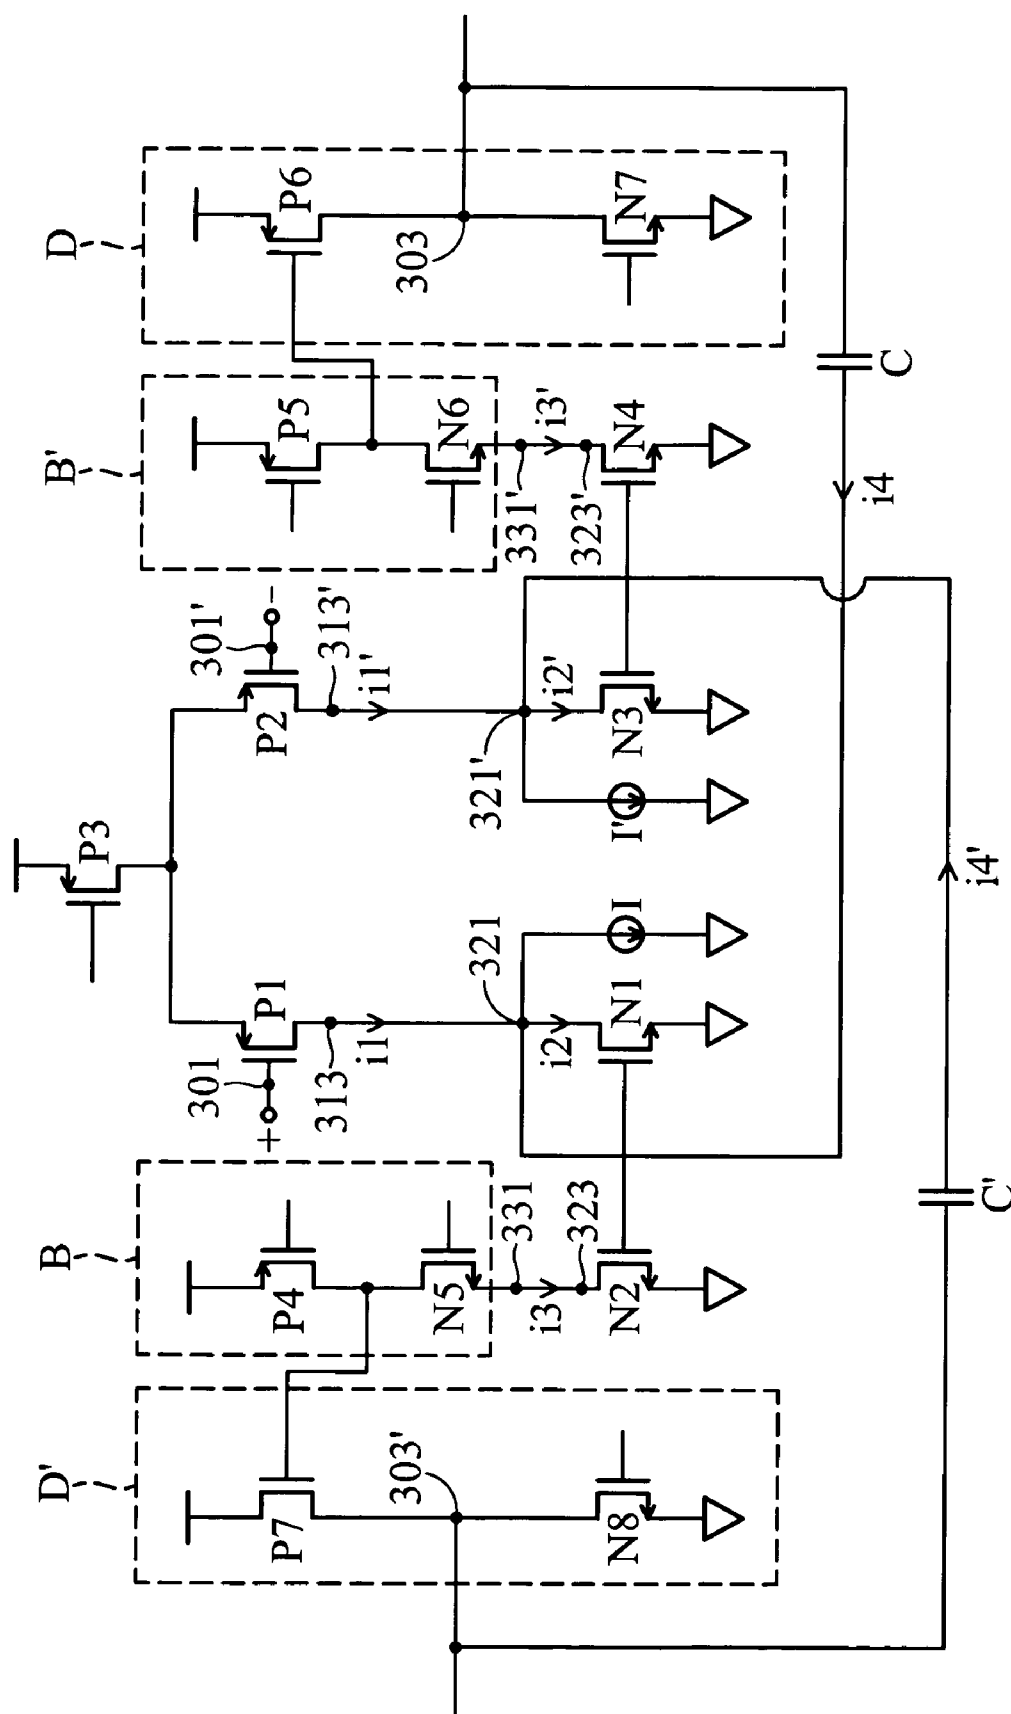 D
B'
B
D'
P3
P6
303
N7
P5
N6
331'
i3'
323'
N4
-
301'
P2
313'
i1'
321'
i2'
N3
I'
I
321
P1
301
+
313
i1
i2
N1
P4
N5
331
i3
323
N2
P7
303'
N8
C
i4
i4'
C'